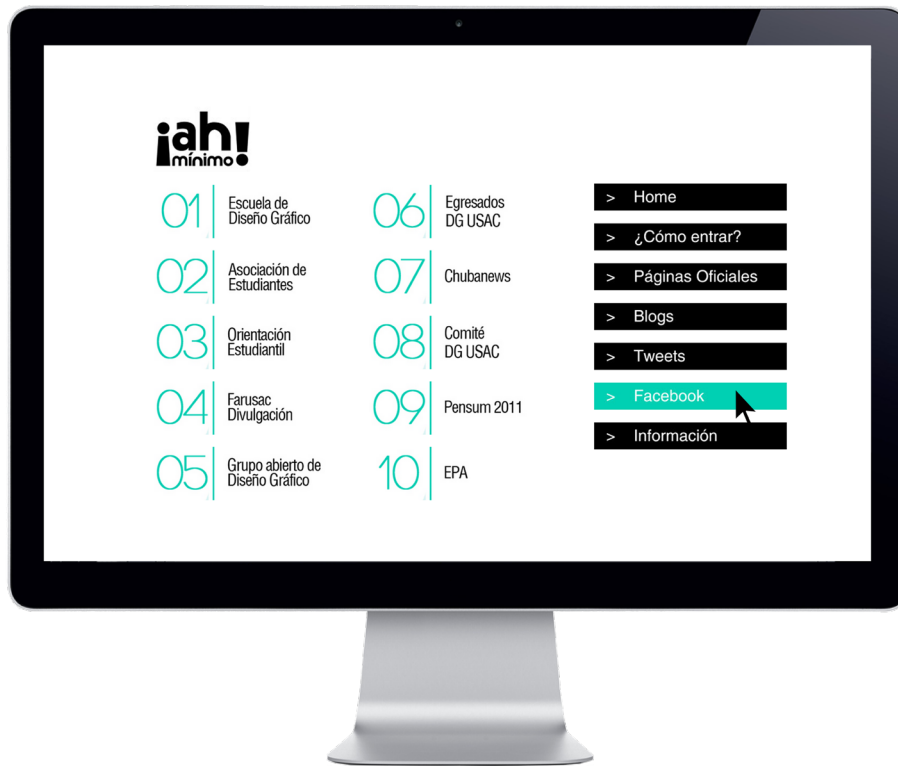 ¡ah!
mínimo
01
Escuela de
Diseño Gráfico
02
Asociación de
Estudiantes
03
Orientación
Estudiantil
04
Farusac
Divulgación
05
Grupo abierto de
Diseño Gráfico
06
Egresados
DG USAC
07
Chubanews
08
Comité
DG USAC
09
Pensum 2011
10
EPA
> Home
> ¿Cómo entrar?
> Páginas Oficiales
> Blogs
> Tweets
> Facebook
> Información